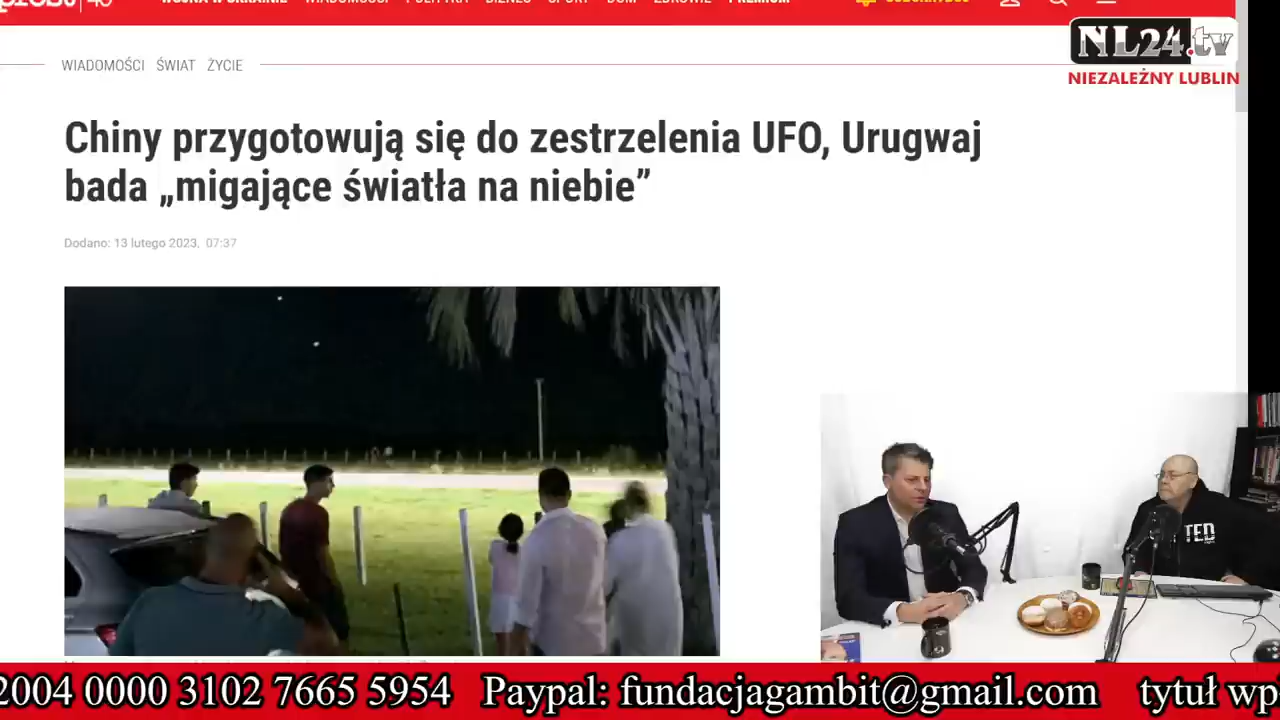 WIADOMOŚCI ŚWIAT ŻYCIE
NL24.tv
NIEZALEŻNY LUBLIN
Chiny przygotowują się do zestrzelenia UFO, Urugwaj
bada „migające światła na niebie”
Dodano: 13 lutego 2023, 07:37
TED
2004 0000 3102 7665 5954 Paypal: fundacjagambit@gmail.com tytuł